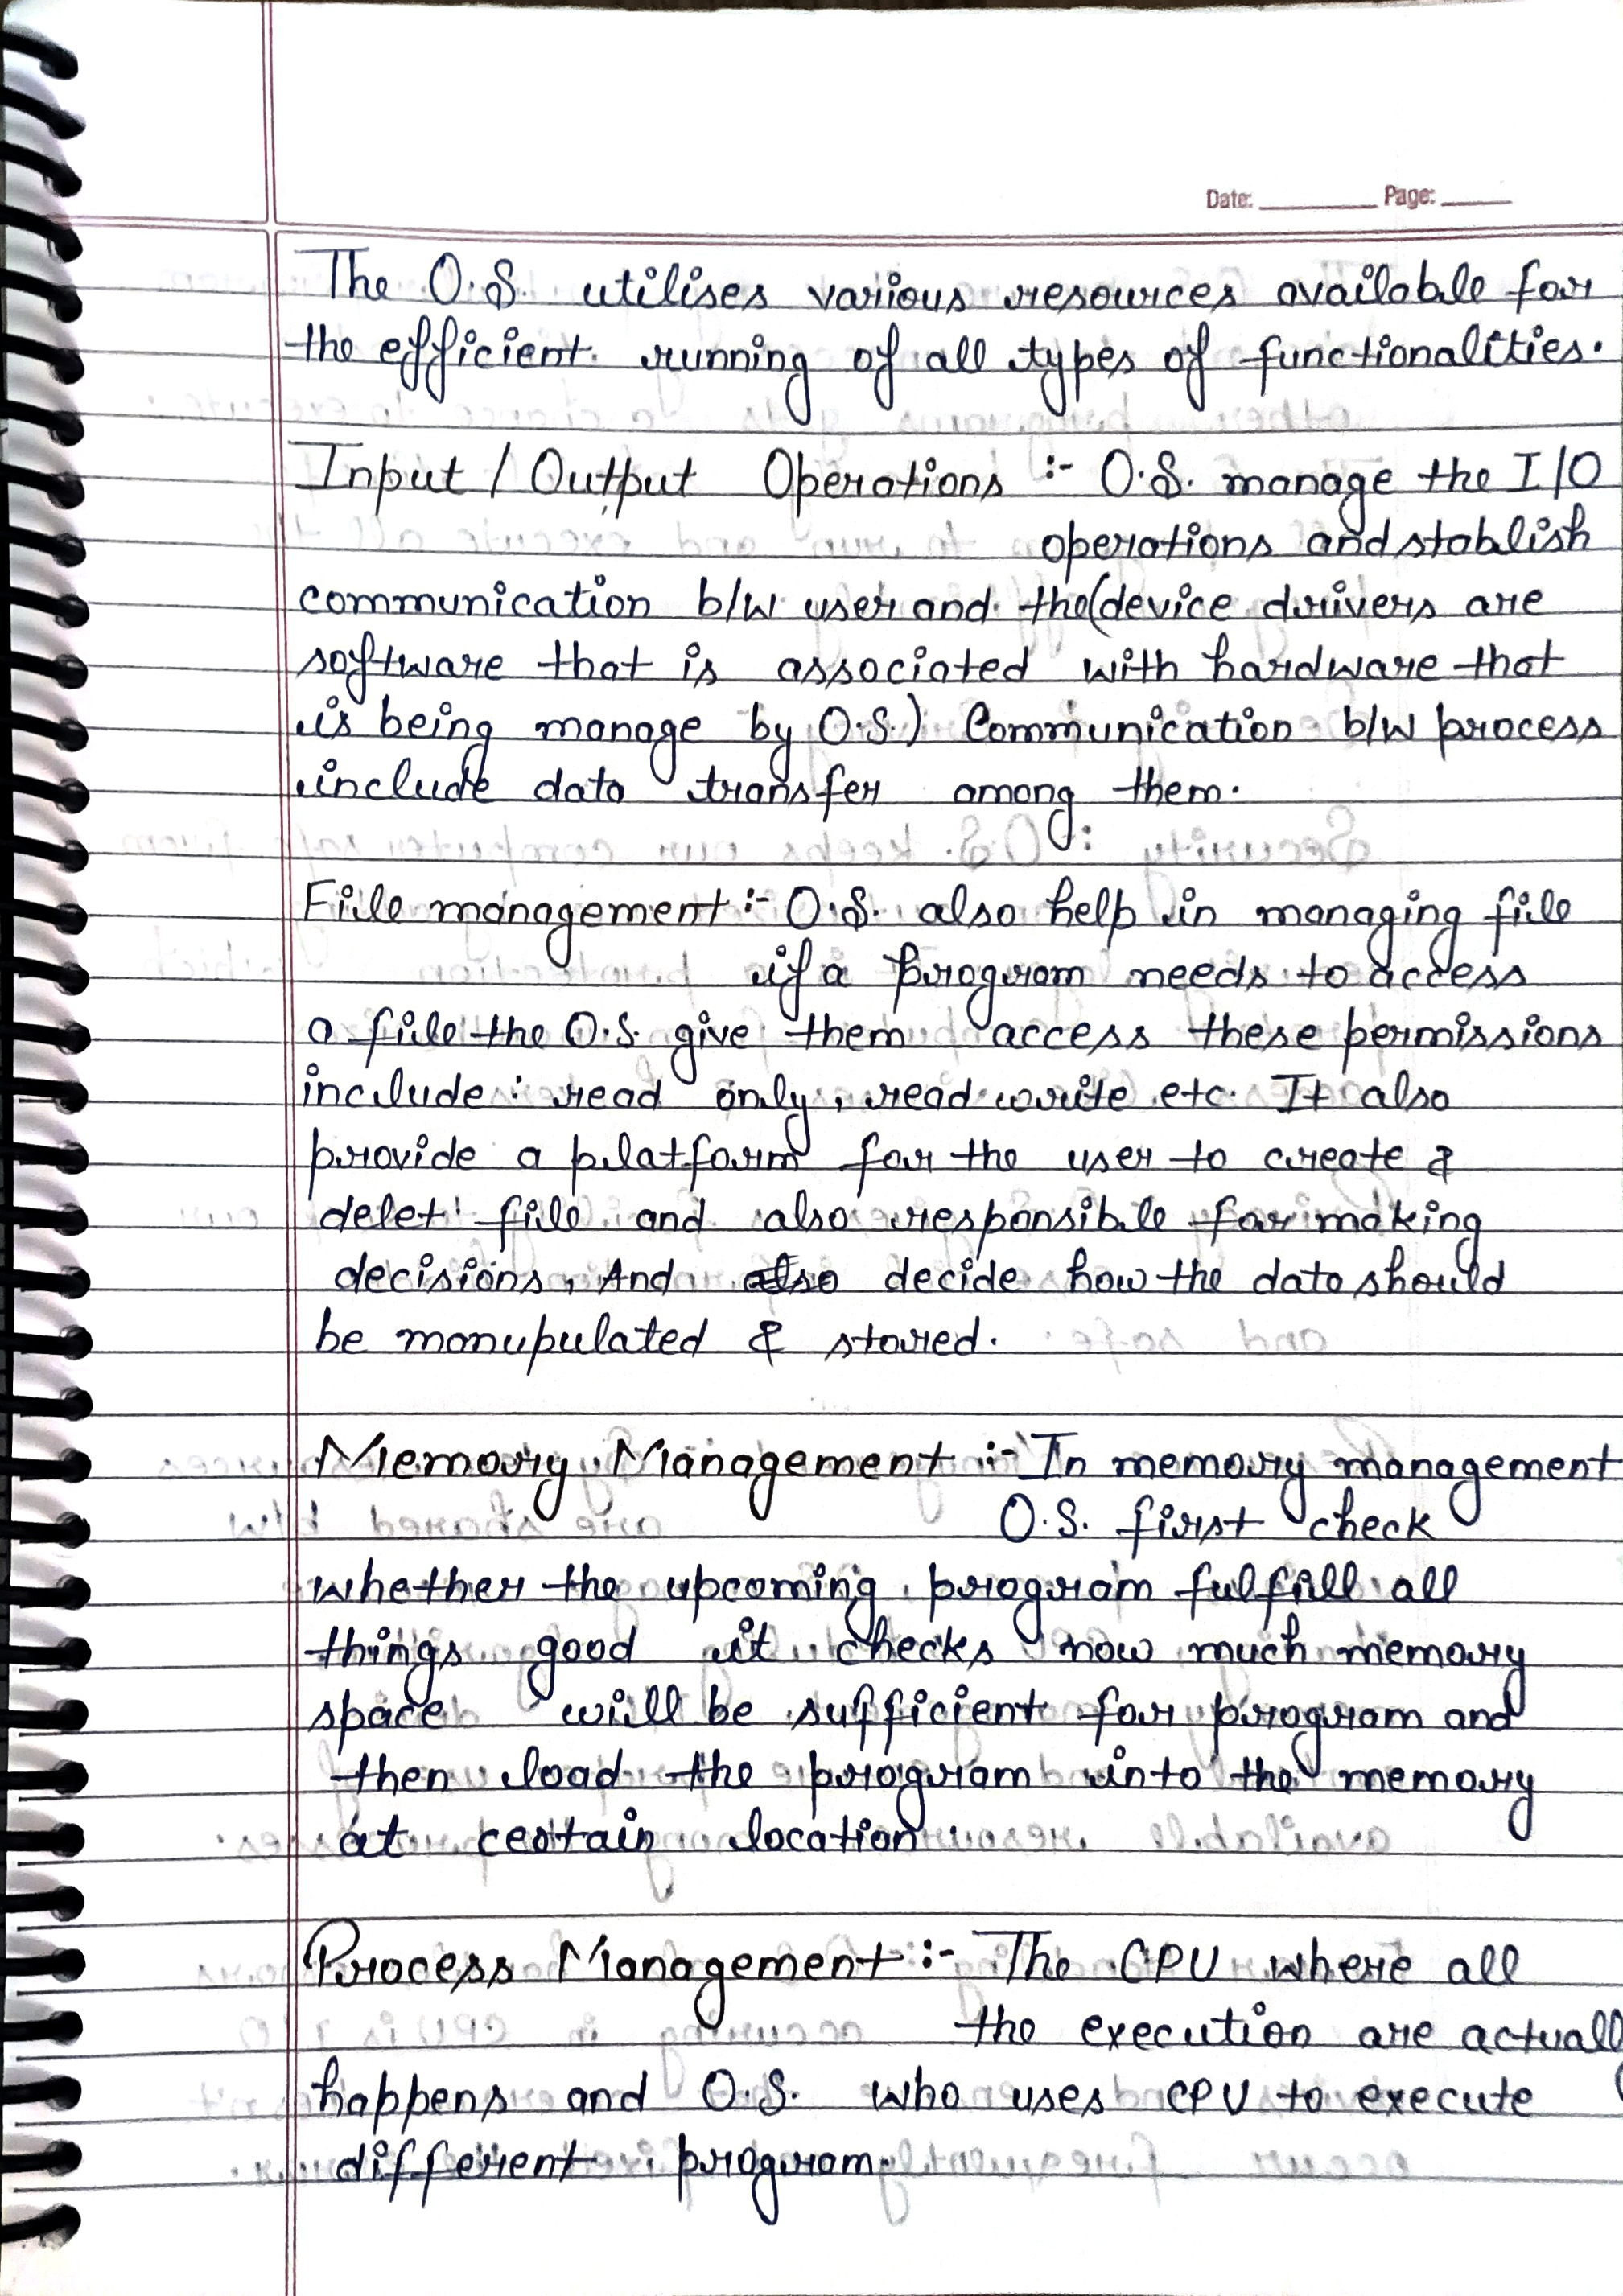 Date: Page:
The O.S. utilises various resources available for
the efficient running of all types of functionalities.
Input / Output Operations :- O.S. manage the I/O
operations and stablish
communication b/w user and the (device drivers are
software that is associated with hardware that
is being manage by O.S.) Communication b/w process
include data transfer among them.
File management :- O.S. also help in managing file
if a program needs to access
a file the O.S. give them access these permissions
include : read only, read write etc. It also
provide a platform for the user to create &
delet file and also responsible for making
decisions, And also decide how the data should
be manupulated & stored.
Memory Management :- In memory management
O.S. first check
whether the upcoming program fulfill all
things good it checks how much memory
space will be sufficient for program and
then load the program into the memory
at certain location
Process Management :- The CPU where all
the execution are actuall
happens and O.S. who uses CPU to execute
different program.